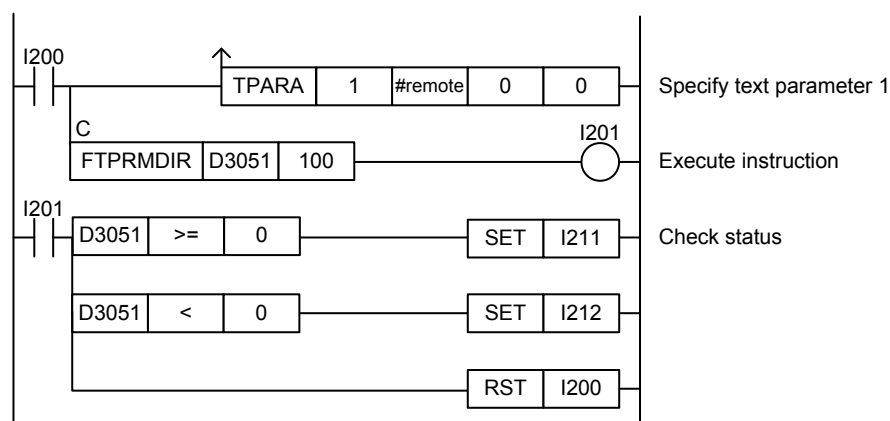 I200
TPARA 1 #remote 0 0 Specify text parameter 1
C
I201
FTPRMDIR D3051 100 Execute instruction
I201
D3051 >= 0 SET I211 Check status
D3051 < 0 SET I212
RST I200